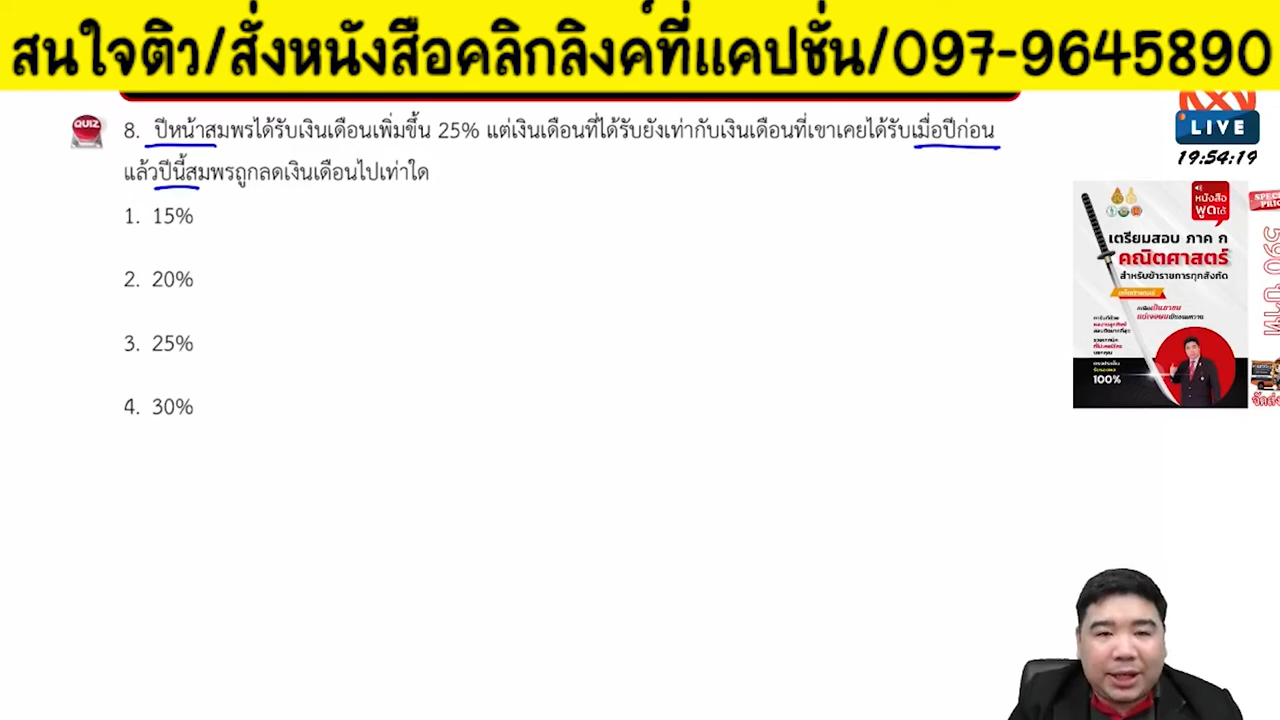 สนใจติว/สั่งหนังสือคลิกลิงค์ที่แคปชั่น/097-9645890
QUIZ
8. ปีหน้าสมพรได้รับเงินเดือนเพิ่มขึ้น 25% แต่เงินเดือนที่ได้รับยังเท่ากับเงินเดือนที่เขาเคยได้รับเมื่อปีก่อน
แล้วปีนี้สมพรถูกลดเงินเดือนไปเท่าใด
1. 15%
2. 20%
3. 25%
4. 30%
LIVE
19:54:19
หนังสือ
พูดได้
เตรียมสอบ ภาค ก
คณิตศาสตร์
สำหรับข้าราชการทุกสังกัด
100%
590 บาท